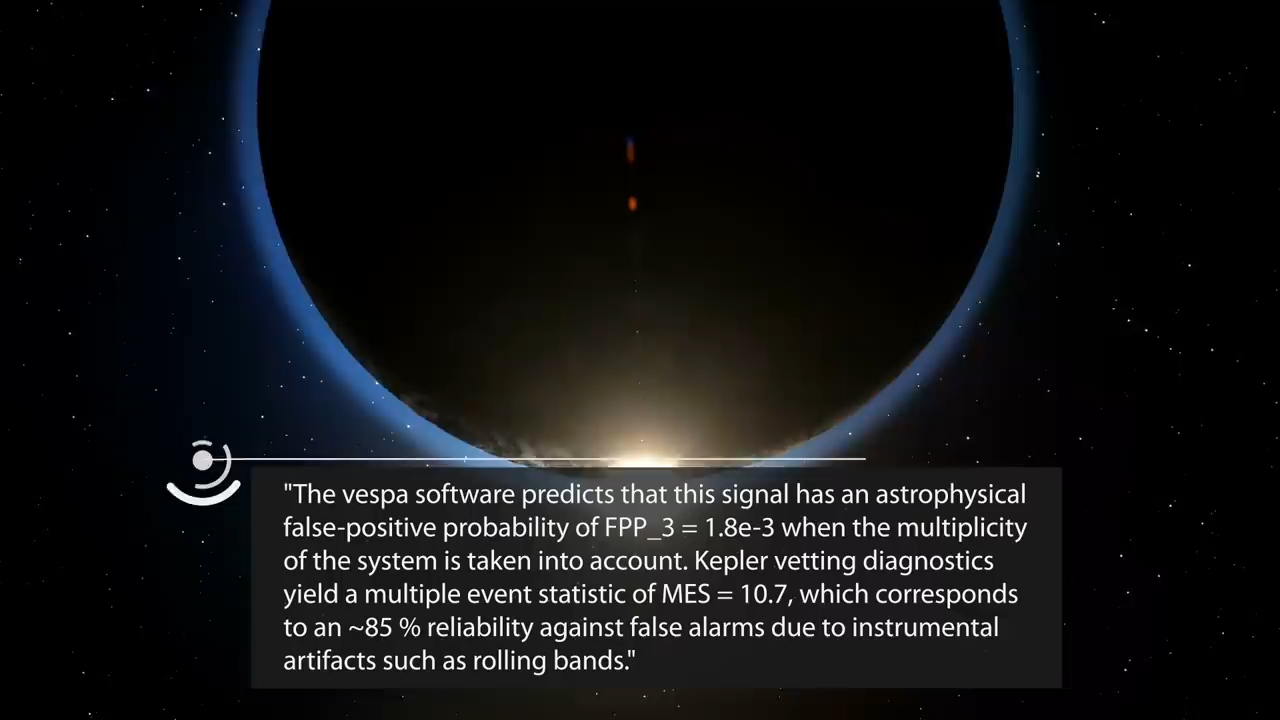 "The vespa software predicts that this signal has an astrophysical
false-positive probability of FPP_3 = 1.8e-3 when the multiplicity
of the system is taken into account. Kepler vetting diagnostics
yield a multiple event statistic of MES = 10.7, which corresponds
to an ~85 % reliability against false alarms due to instrumental
artifacts such as rolling bands."